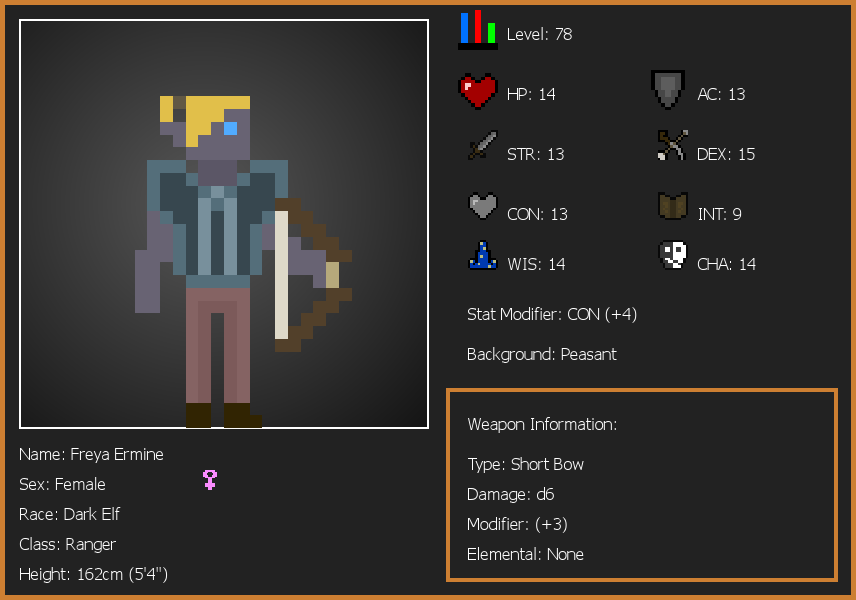 Level: 78
HP: 14
AC: 13
STR: 13
DEX: 15
CON: 13
INT: 9
WIS: 14
CHA: 14
Stat Modifier: CON (+4)
Background: Peasant
Weapon Information:
Type: Short Bow
Damage: d6
Modifier: (+3)
Elemental: None
Name: Freya Ermine
Sex: Female
Race: Dark Elf
Class: Ranger
Height: 162cm (5'4")